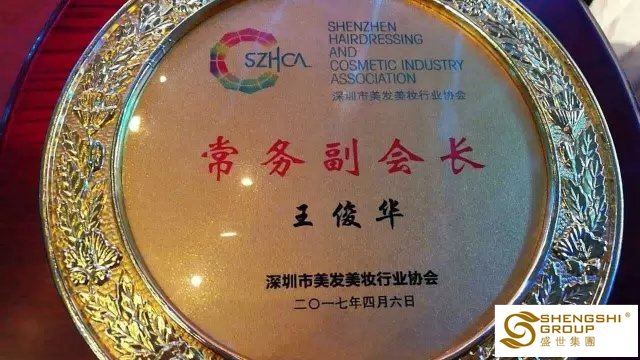 SZHCA
SHENZHEN
HAIRDRESSING
AND
COSMETIC INDUSTRY
ASSOCIATION
深圳市美发美妆行业协会
常务副会长
王俊华
深圳市美发美妆行业协会
二〇一七年四月六日
SHENGSHI®
GROUP
盛世集團